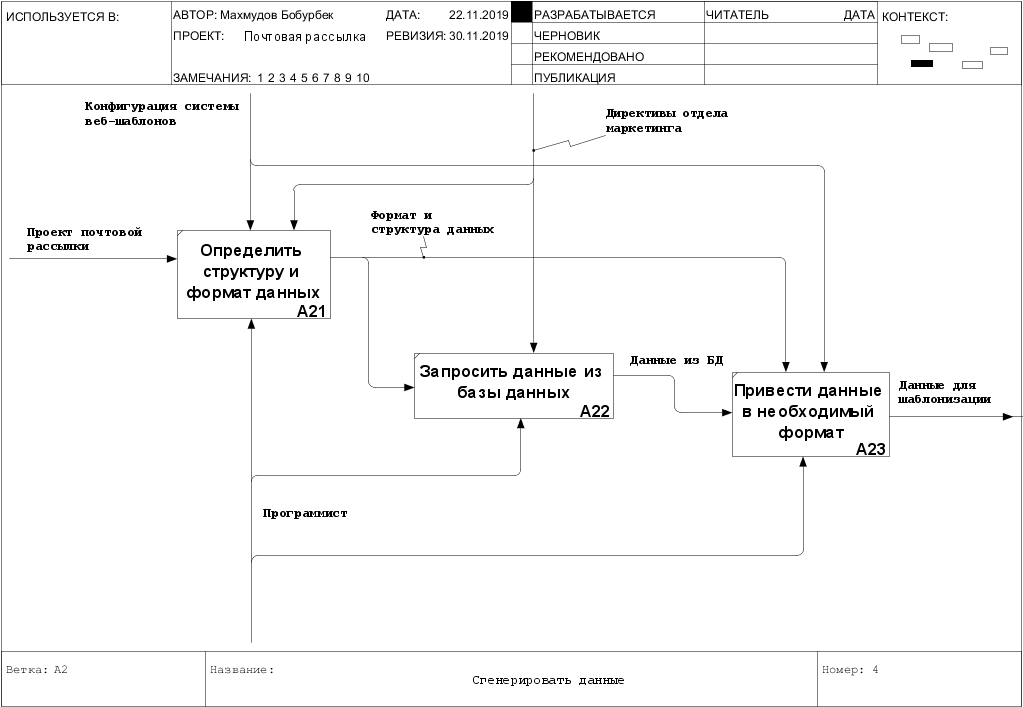 ИСПОЛЬЗУЕТСЯ В:
АВТОР: Махмудов Бобурбек
ДАТА: 22.11.2019
ПРОЕКТ: Почтовая рассылка
РЕВИЗИЯ: 30.11.2019
ЗАМЕЧАНИЯ: 1 2 3 4 5 6 7 8 9 10
РАЗРАБАТЫВАЕТСЯ
ЧЕРНОВИК
РЕКОМЕНДОВАНО
ПУБЛИКАЦИЯ
ЧИТАТЕЛЬ
ДАТА
КОНТЕКСТ:
Конфигурация системы
веб-шаблонов
Директивы отдела
маркетинга
Проект почтовой
рассылки
Формат и
структура данных
Определить
структуру и
формат данных
A21
Запросить данные из
базы данных
A22
Данные из БД
Привести данные
в необходимый
формат
A23
Данные для
шаблонизации
Программист
Ветка: A2
Название:
Сгенерировать данные
Номер: 4